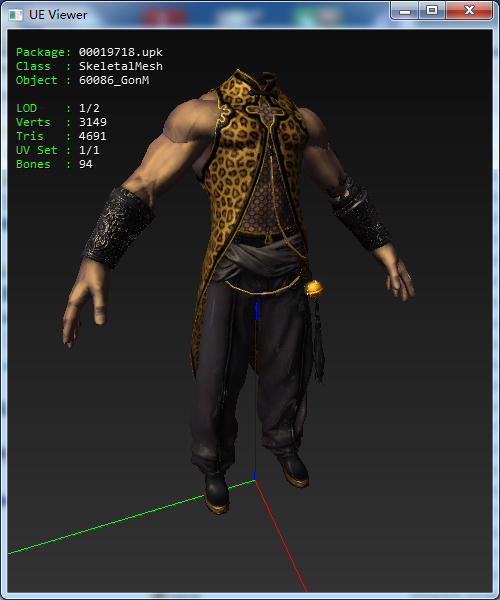 UE Viewer
Package: 00019718.upk
Class : SkeletalMesh
Object : 60086_GonM
LOD : 1/2
Verts : 3149
Tris : 4691
UV Set : 1/1
Bones : 94